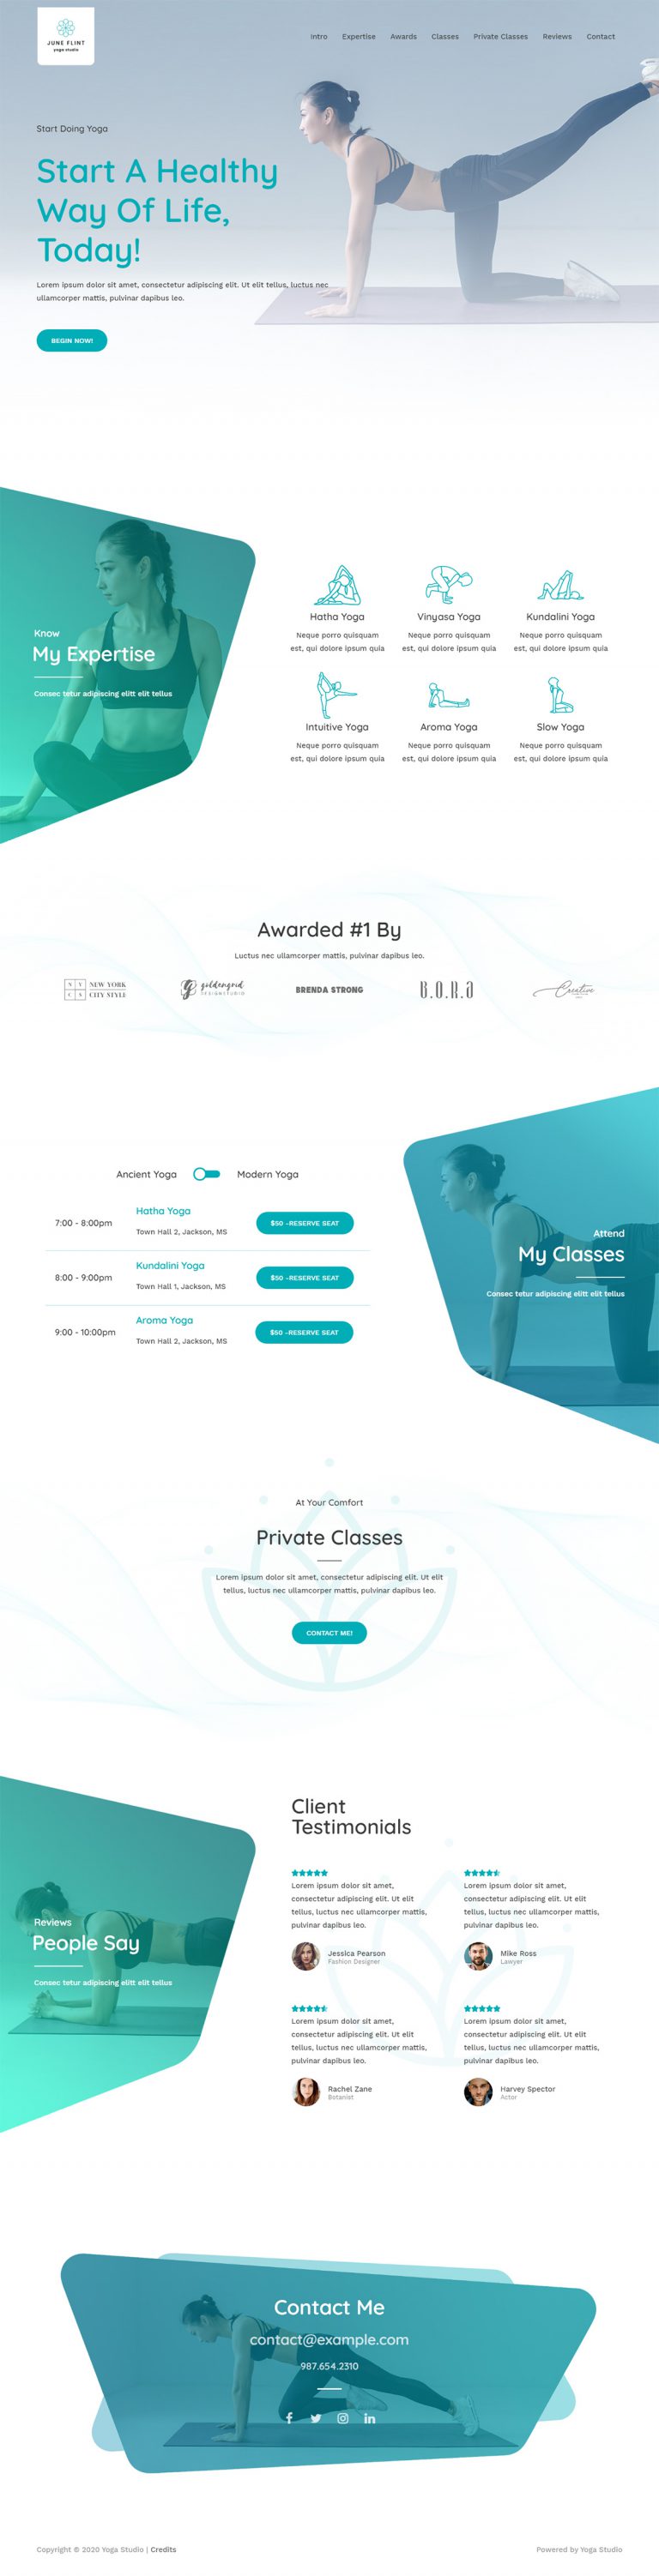 JUNE FLINT
yoga studio
Intro Expertise Awards Classes Private Classes Reviews Contact
Start Doing Yoga
Start A Healthy
Way Of Life,
Today!
Lorem ipsum dolor sit amet, consectetur adipiscing elit. Ut elit tellus, luctus nec
ullamcorper mattis, pulvinar dapibus leo.
BEGIN NOW!
Know
My Expertise
Consec tetur adipiscing elitt elit tellus
Hatha Yoga
Neque porro quisquam
est, qui dolore ipsum quia
Vinyasa Yoga
Neque porro quisquam
est, qui dolore ipsum quia
Kundalini Yoga
Neque porro quisquam
est, qui dolore ipsum quia
Intuitive Yoga
Neque porro quisquam
est, qui dolore ipsum quia
Aroma Yoga
Neque porro quisquam
est, qui dolore ipsum quia
Slow Yoga
Neque porro quisquam
est, qui dolore ipsum quia
Awarded #1 By
Luctus nec ullamcorper mattis, pulvinar dapibus leo.
N Y
C S
NEW YORK
CITY STYLE
goldengrid
DESIGN STUDIO
BRENDA STRONG
B.O.R.A
Creative
Ancient Yoga Modern Yoga
7:00 - 8:00pm
Hatha Yoga
Town Hall 2, Jackson, MS
$50 -RESERVE SEAT
8:00 - 9:00pm
Kundalini Yoga
Town Hall 1, Jackson, MS
$50 -RESERVE SEAT
9:00 - 10:00pm
Aroma Yoga
Town Hall 2, Jackson, MS
$60 -RESERVE SEAT
Attend
My Classes
Consec tetur adipiscing elitt elit tellus
At Your Comfort
Private Classes
Lorem ipsum dolor sit amet, consectetur adipiscing elit. Ut elit
tellus, luctus nec ullamcorper mattis, pulvinar dapibus leo.
CONTACT ME!
Reviews
People Say
Consec tetur adipiscing elitt elit tellus
Client
Testimonials
Lorem ipsum dolor sit amet,
consectetur adipiscing elit. Ut elit
tellus, luctus nec ullamcorper mattis,
pulvinar dapibus leo.
Jessica Pearson
Fashion Designer
Lorem ipsum dolor sit amet,
consectetur adipiscing elit. Ut elit
tellus, luctus nec ullamcorper mattis,
pulvinar dapibus leo.
Mike Ross
Lawyer
Lorem ipsum dolor sit amet,
consectetur adipiscing elit. Ut elit
tellus, luctus nec ullamcorper mattis,
pulvinar dapibus leo.
Rachel Zane
Botanist
Lorem ipsum dolor sit amet,
consectetur adipiscing elit. Ut elit
tellus, luctus nec ullamcorper mattis,
pulvinar dapibus leo.
Harvey Spector
Actor
Contact Me
contact@example.com
987.654.2310
Copyright © 2020 Yoga Studio | Credits
Powered by Yoga Studio